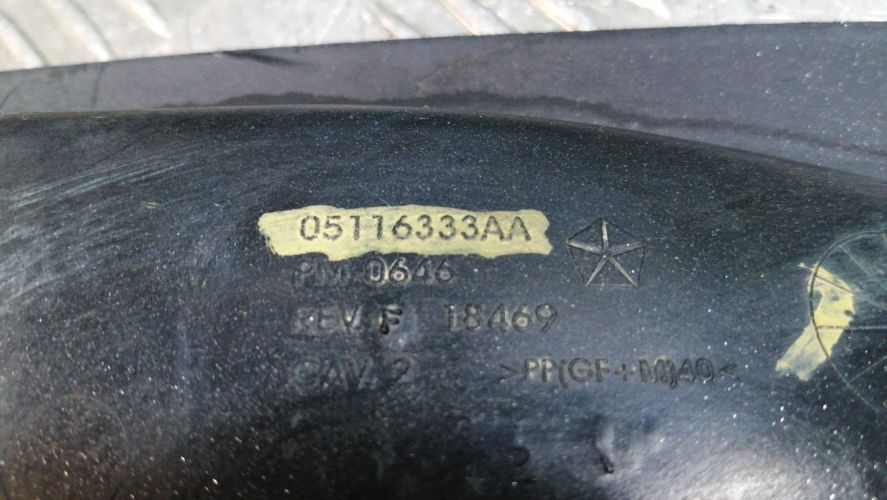 05116333AA
PM 0646
REV. F 18469
CAV. 2 >PP(GF+M)40<